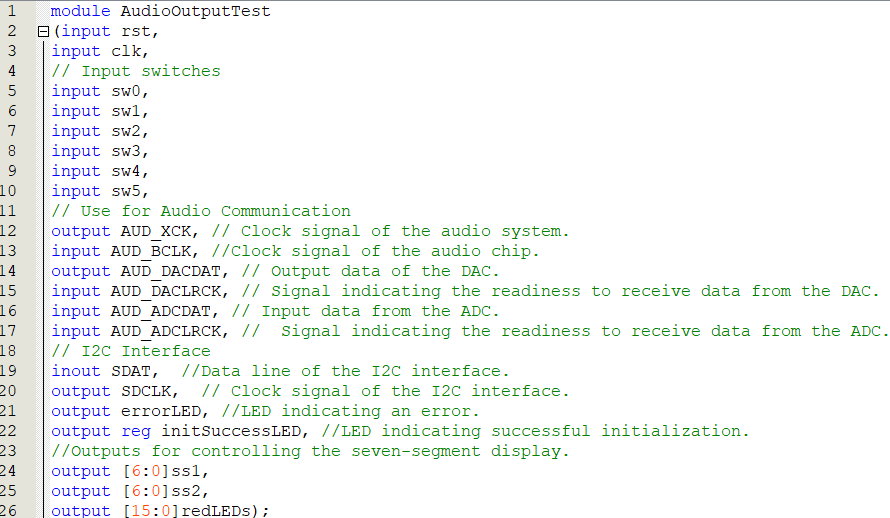 1 module AudioOutputTest
2 (input rst,
3 input clk,
4 // Input switches
5 input sw0,
6 input sw1,
7 input sw2,
8 input sw3,
9 input sw4,
10 input sw5,
11 // Use for Audio Communication
12 output AUD_XCK, // Clock signal of the audio system.
13 input AUD_BCLK, //Clock signal of the audio chip.
14 output AUD_DACDAT, // Output data of the DAC.
15 input AUD_DACLRCK, // Signal indicating the readiness to receive data from the DAC.
16 input AUD_ADCDAT, // Input data from the ADC.
17 input AUD_ADCLRCK, //  Signal indicating the readiness to receive data from the ADC.
18 // I2C Interface
19 inout SDAT,  //Data line of the I2C interface.
20 output SDCLK,  // Clock signal of the I2C interface.
21 output errorLED, //LED indicating an error.
22 output reg initSuccessLED, //LED indicating successful initialization.
23 //Outputs for controlling the seven-segment display.
24 output [6:0]ss1,
25 output [6:0]ss2,
26 output [15:0]redLEDs);